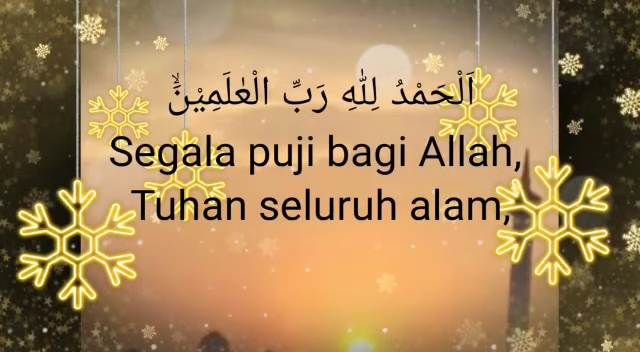 اَلْحَمْدُ لِلّٰهِ رَبِّ الْعٰلَمِيْنَۙ
Segala puji bagi Allah,
Tuhan seluruh alam,